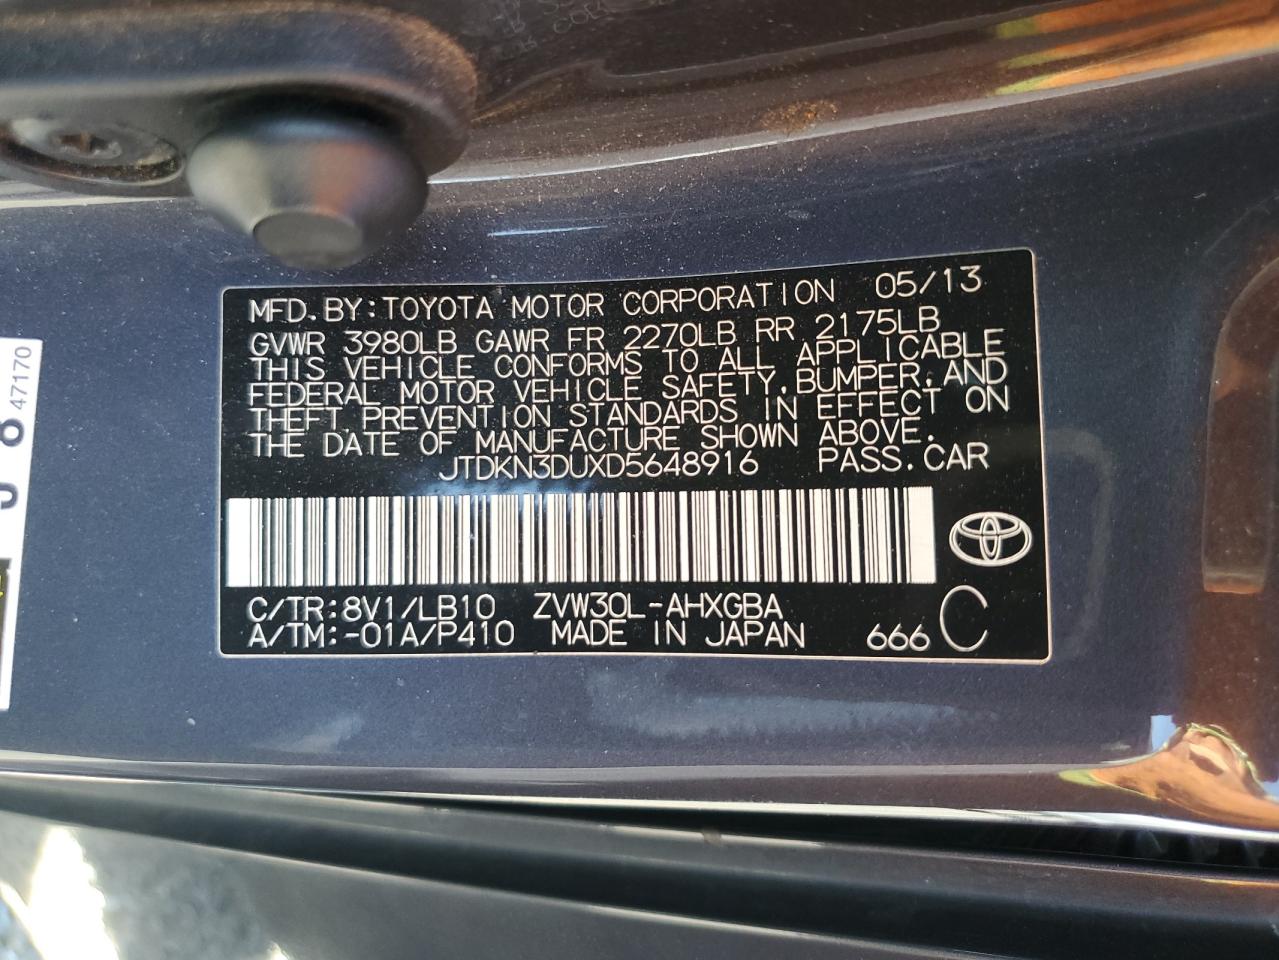 MFD. BY: TOYOTA MOTOR CORPORATION 05/13
GVWR 3980LB GAWR FR 2270LB RR 2175LB
THIS VEHICLE CONFORMS TO ALL APPLICABLE
FEDERAL MOTOR VEHICLE SAFETY, BUMPER, AND
THEFT PREVENTION STANDARDS IN EFFECT ON
THE DATE OF MANUFACTURE SHOWN ABOVE.
JTDKN3DUXD5648916 PASS. CAR
C/TR: 8V1/LB10 ZVW30L-AHXGBA
A/TM: -01A/P410 MADE IN JAPAN 666 C
8
47170